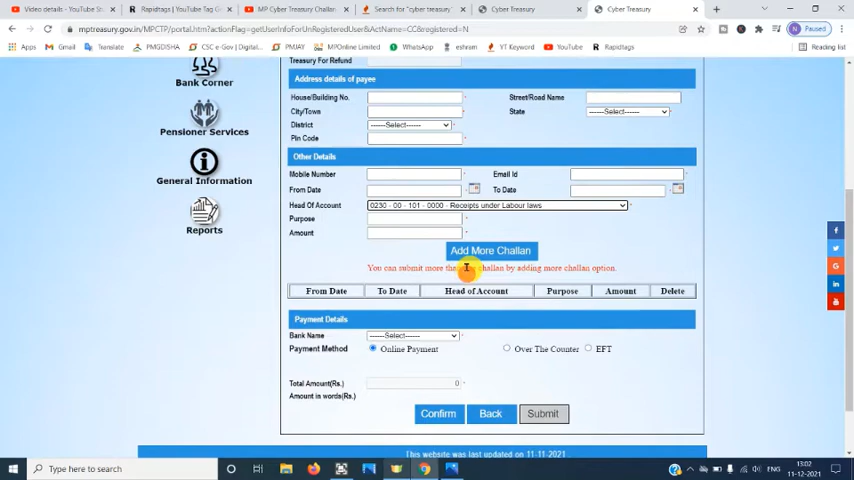 Video details - YouTube St
Rapidtags | YouTube Tag G
MP Cyber Treasury Challan
Search for "cyber treasury"
Cyber Treasury
Cyber Treasury
mptreasury.gov.in/MPCTP/portal.htm?actionFlag=getUserInfoForUnRegisteredUser&ActName=CC&registered=N
Paused
Apps
Gmail
Translate
PMGDISHA
CSC e-Gov | Digital...
PMJAY
MPOnline Limited
WhatsApp
eshram
YT Keyword
YouTube
Rapidtags
Reading list
Treasury For Refund
Bank Corner
Pensioner Services
General Information
Reports
Address details of payee
House/Building No. * Street/Road Name
City/Town * State ------Select------ *
District ------Select------ *
Pin Code *
Other Details
Mobile Number * Email Id *
From Date * To Date *
Head Of Account 0230 - 00 - 101 - 0000 - Receipts under Labour laws *
Purpose *
Amount *
Add More Challan
You can submit more than challan by adding more challan option.
From Date To Date Head of Account Purpose Amount Delete
Payment Details
Bank Name ------Select------ *
Payment Method Online Payment Over The Counter EFT
Total Amount(Rs.) 0 *
Amount in words(Rs.)
Confirm Back Submit
This website was last updated on 11-11-2021
Type here to search
ENG
13:02
11-12-2021